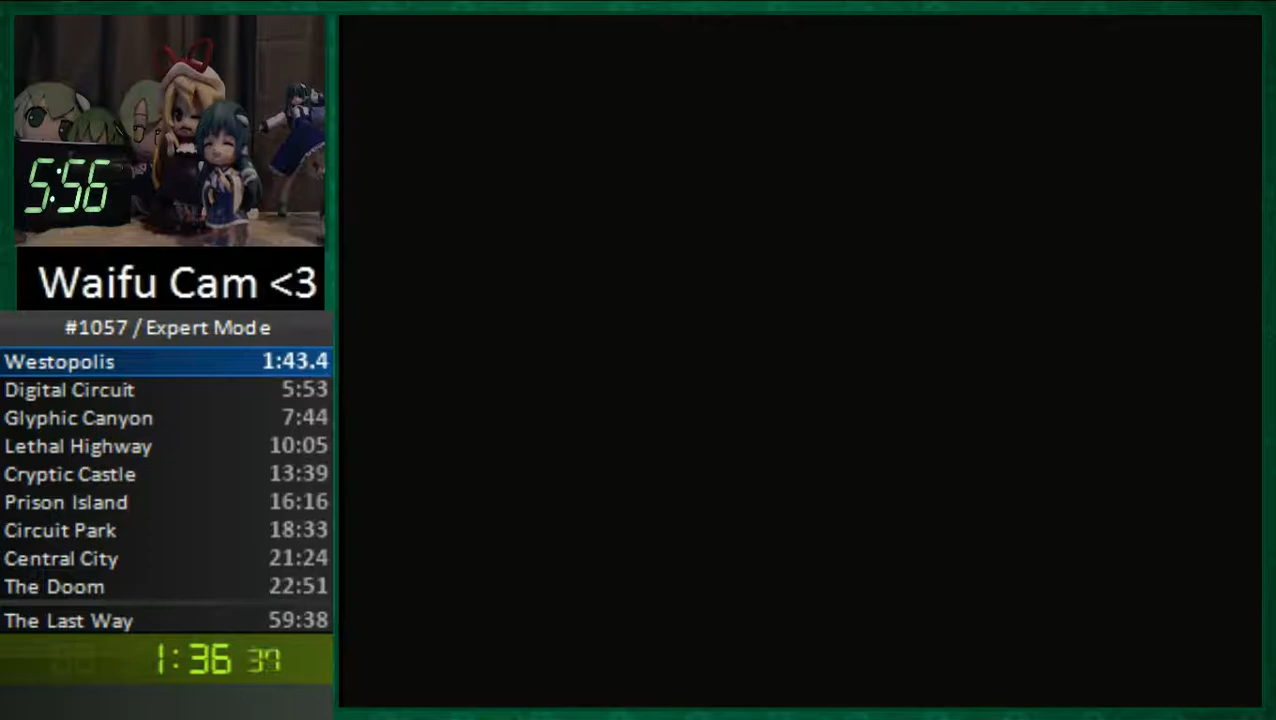 5:56
Waifu Cam <3
#1057 / Expert Mode
Westopolis 1:43.4
Digital Circuit 5:53
Glyphic Canyon 7:44
Lethal Highway 10:05
Cryptic Castle 13:39
Prison Island 16:16
Circuit Park 18:33
Central City 21:24
The Doom 22:51
The Last Way 59:38
1:36 37